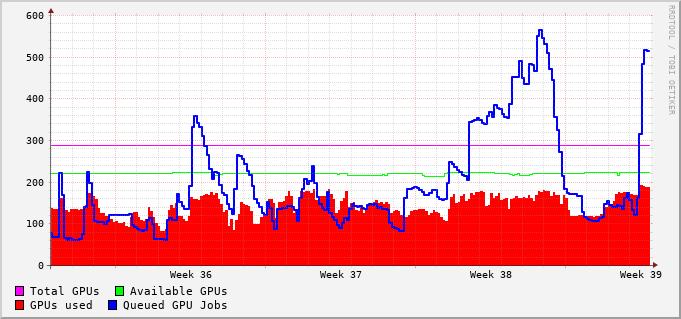 600
500
400
300
200
100
0
Week 36 Week 37 Week 38 Week 39
Total GPUs Available GPUs
GPUs used Queued GPU Jobs
RRDTOOL / TOBI OETIKER